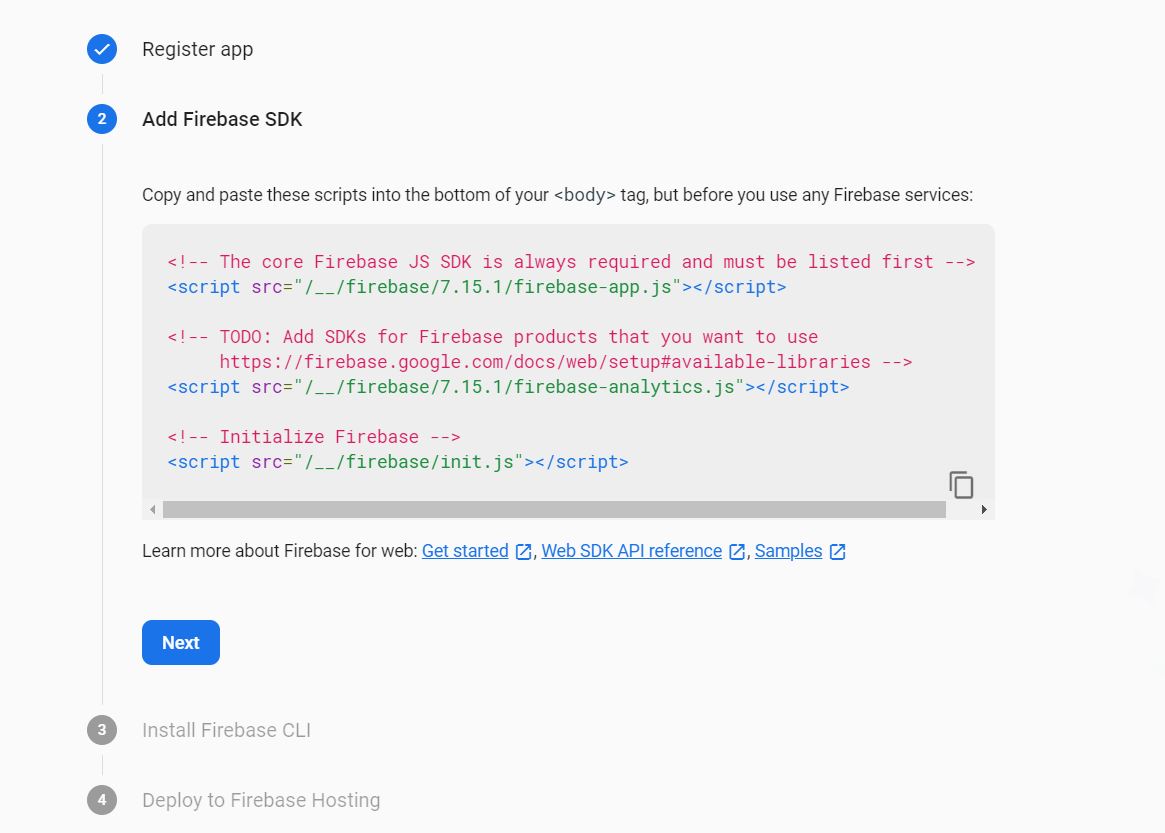 Register app
2 Add Firebase SDK
Copy and paste these scripts into the bottom of your <body> tag, but before you use any Firebase services:
<!-- The core Firebase JS SDK is always required and must be listed first -->
<script src="/__/firebase/7.15.1/firebase-app.js"></script>
<!-- TODO: Add SDKs for Firebase products that you want to use
https://firebase.google.com/docs/web/setup#available-libraries -->
<script src="/__/firebase/7.15.1/firebase-analytics.js"></script>
<!-- Initialize Firebase -->
<script src="/__/firebase/init.js"></script>
Learn more about Firebase for web: Get started, Web SDK API reference, Samples
Next
3 Install Firebase CLI
4 Deploy to Firebase Hosting